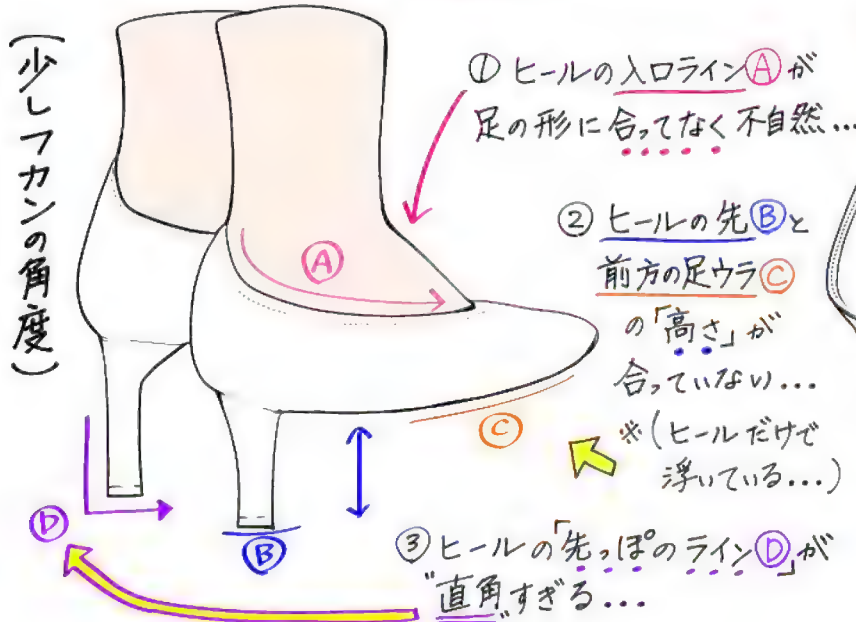 (少しフカンの角度)
① ヒールの入口ラインⒶが
足の形に合ってなく不自然...
② ヒールの先Ⓑと
前方の足ウラⒸ
の「高さ」が
合っていない...
※(ヒールだけで
浮いている...)
③ ヒールの「先っぽのラインⒹ」が
"直角"すぎる...
Ⓐ
Ⓑ
Ⓒ
Ⓓ